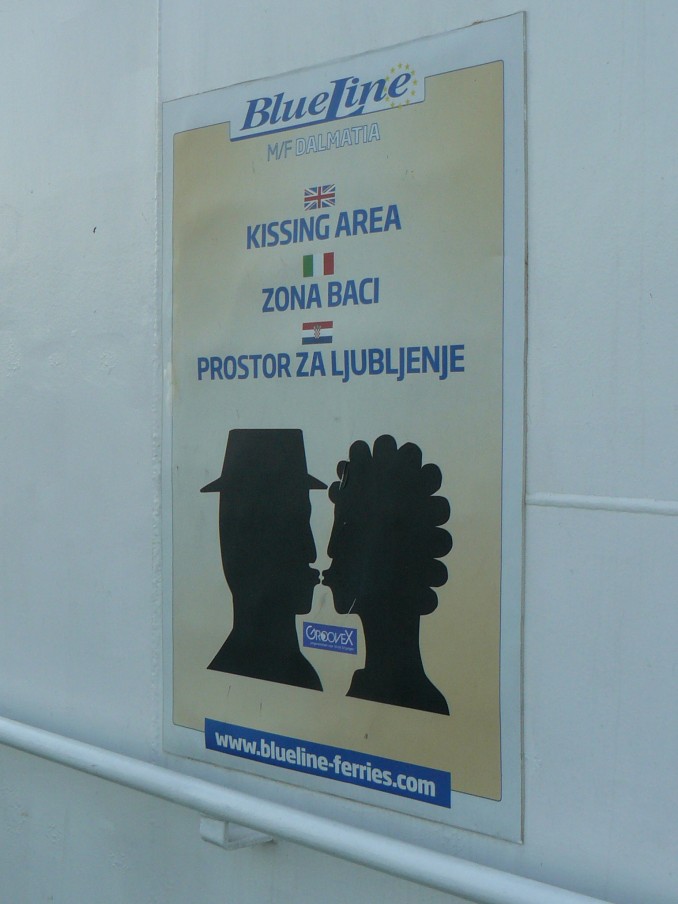 BlueLine
M/F DALMATIA
KISSING AREA
ZONA BACI
PROSTOR ZA LJUBLJENJE
GROOVEX
www.blueline-ferries.com